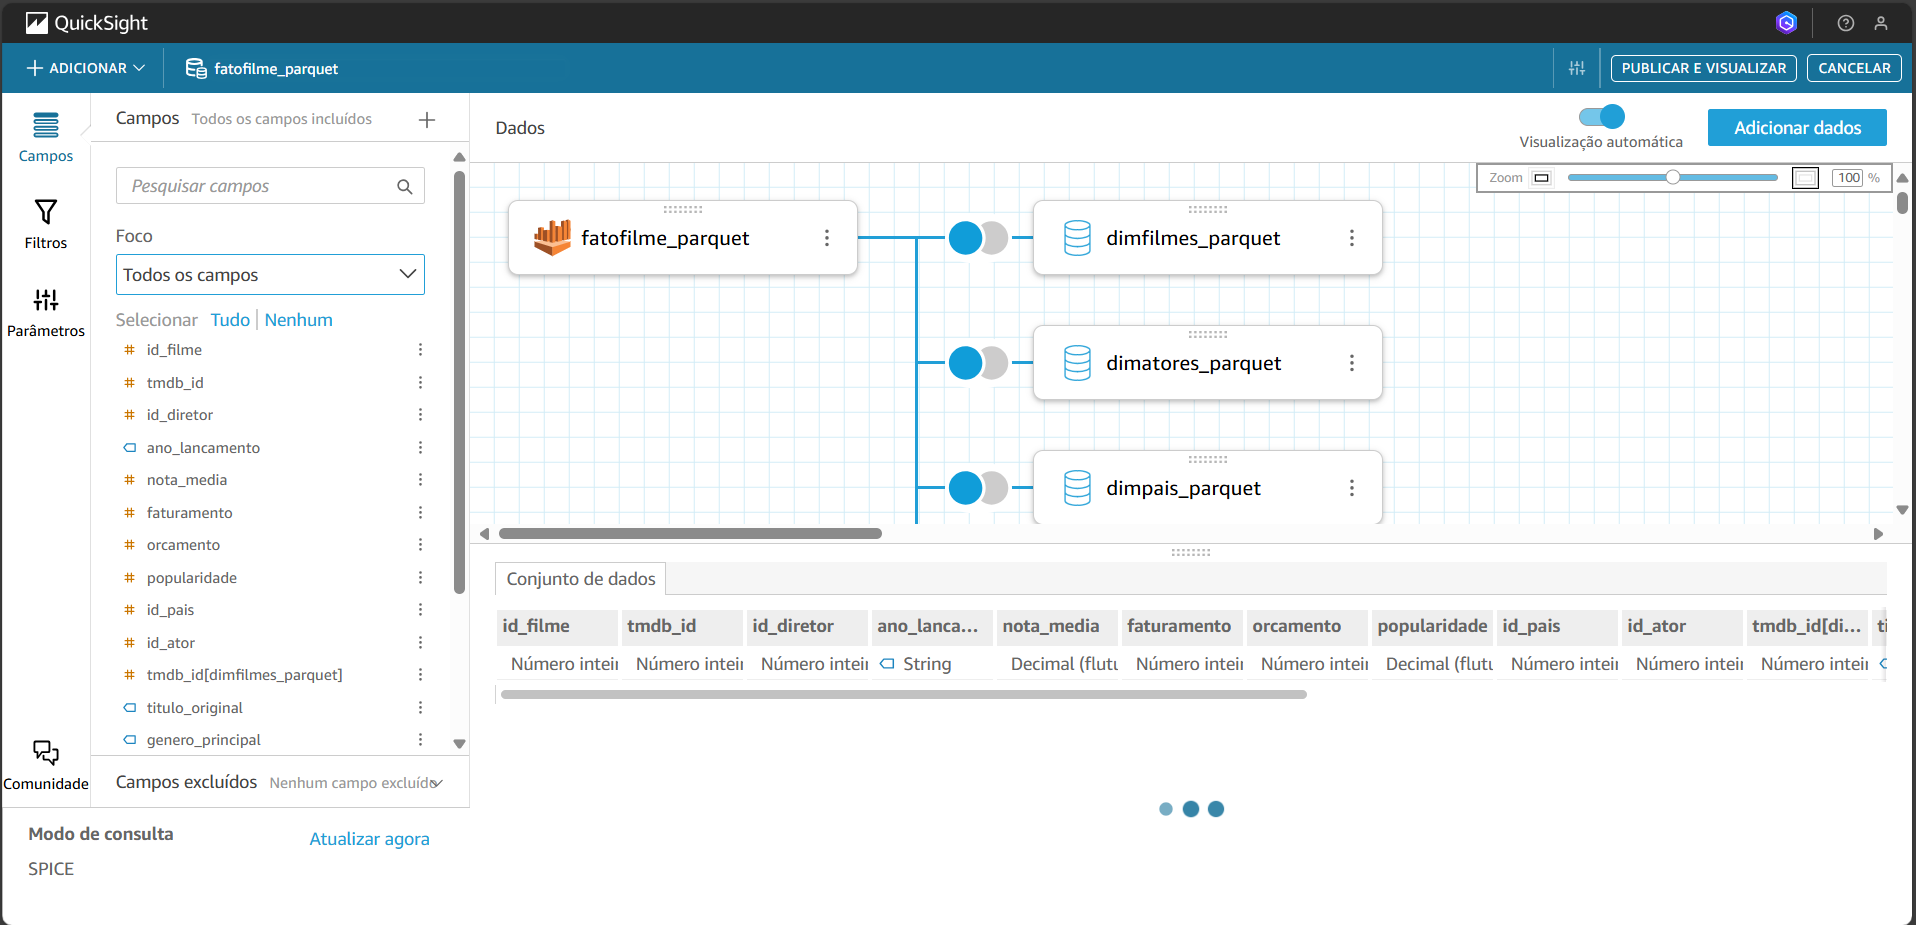 QuickSight
ADICIONAR
fatofilme_parquet
PUBLICAR E VISUALIZAR
CANCELAR
Campos
Filtros
Parâmetros
Comunidade
Campos Todos os campos incluídos
Pesquisar campos
Foco
Todos os campos
Selecionar Tudo Nenhum
id_filme
tmdb_id
id_diretor
ano_lancamento
nota_media
faturamento
orcamento
popularidade
id_pais
id_ator
tmdb_id[dimfilmes_parquet]
titulo_original
genero_principal
Campos excluídos Nenhum campo excluído
Modo de consulta
Atualizar agora
SPICE
Dados
Visualização automática
Adicionar dados
Zoom 100 %
fatofilme_parquet
dimfilmes_parquet
dimatores_parquet
dimpais_parquet
Conjunto de dados
id_filme tmdb_id id_diretor ano_lanca... nota_media faturamento orcamento popularidade id_pais id_ator tmdb_id[di... ti
Número intei Número intei Número intei String Decimal (flutu Número intei Número intei Decimal (flutu Número intei Número intei Número intei